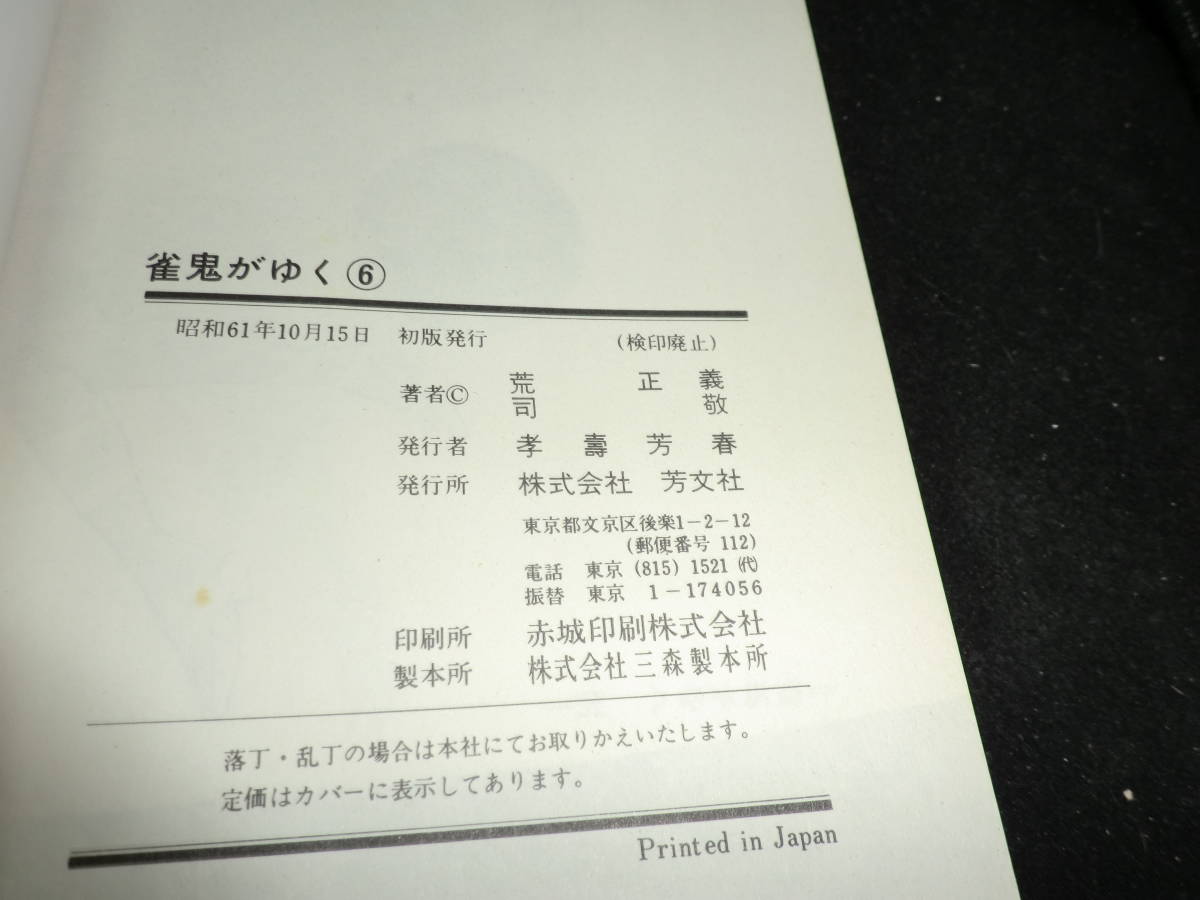 雀鬼がゆく⑥
昭和61年10月15日 初版発行 (検印廃止)
著者© 荒 正 義
司 敬
発行者 孝 壽 芳 春
発行所 株式会社 芳文社
東京都文京区後楽1-2-12
(郵便番号 112)
電話 東京 (815) 1521 ㈹
振替 東京 1-174056
印刷所 赤城印刷株式会社
製本所 株式会社三森製本所
落丁・乱丁の場合は本社にてお取りかえいたします。
定価はカバーに表示してあります。
Printed in Japan